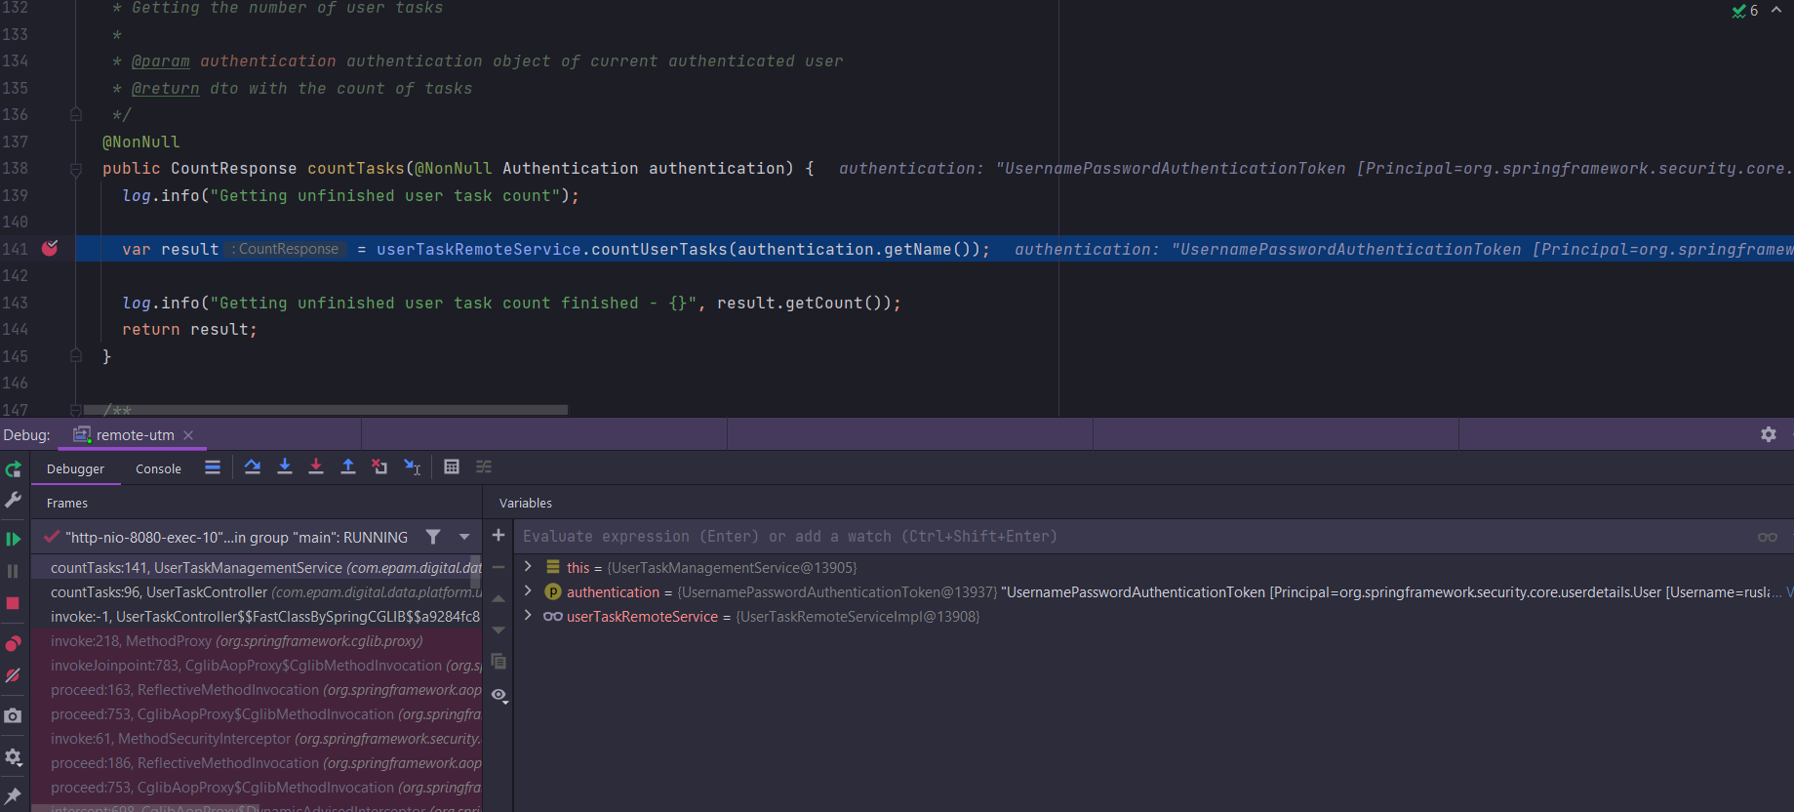 132 * Getting the number of user tasks
6
133 *
134 * @param authentication authentication object of current authenticated user
135 * @return dto with the count of tasks
136 */
137 @NonNull
138 public CountResponse countTasks(@NonNull Authentication authentication) { authentication: "UsernamePasswordAuthenticationToken [Principal=org.springframework.security.core.
139 log.info("Getting unfinished user task count");
140
141 var result : CountResponse = userTaskRemoteService.countUserTasks(authentication.getName()); authentication: "UsernamePasswordAuthenticationToken [Principal=org.springframew
142
143 log.info("Getting unfinished user task count finished - {}", result.getCount());
144 return result;
145 }
146
147 /**
Debug: remote-utm
Debugger Console
Frames
Variables
"http-nio-8080-exec-10"...in group "main": RUNNING
Evaluate expression (Enter) or add a watch (Ctrl+Shift+Enter)
countTasks:141, UserTaskManagementService (com.epam.digital.dat
countTasks:96, UserTaskController (com.epam.digital.data.platform.u
invoke:-1, UserTaskController$$FastClassBySpringCGLIB$$a9284fc8
invoke:218, MethodProxy (org.springframework.cglib.proxy)
invokeJoinpoint:783, CglibAopProxy$CglibMethodInvocation (org.s
proceed:163, ReflectiveMethodInvocation (org.springframework.aop
proceed:753, CglibAopProxy$CglibMethodInvocation (org.springfra
invoke:61, MethodSecurityInterceptor (org.springframework.security.
proceed:186, ReflectiveMethodInvocation (org.springframework.aop
proceed:753, CglibAopProxy$CglibMethodInvocation (org.springfra
intercept:698, CglibAopProxy$DynamicAdvisedInterceptor (org.spri
this = {UserTaskManagementService@13905}
authentication = {UsernamePasswordAuthenticationToken@13937} "UsernamePasswordAuthenticationToken [Principal=org.springframework.security.core.userdetails.User [Username=rusla... V
userTaskRemoteService = {UserTaskRemoteServiceImpl@13908}